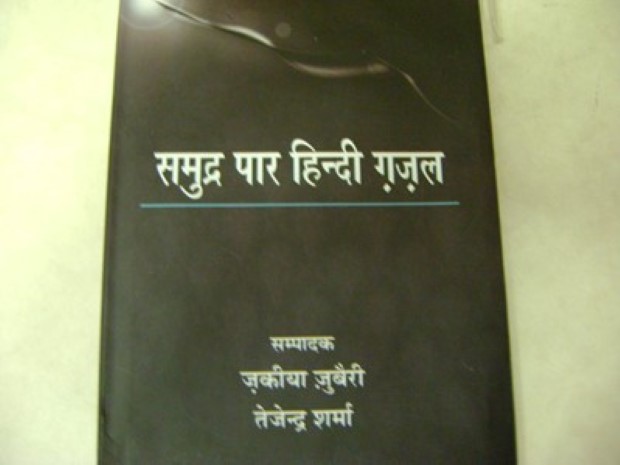 समुद्र पार हिन्दी ग़ज़ल
सम्पादक
ज़कीया ज़ुबैरी
तेजेन्द्र शर्मा